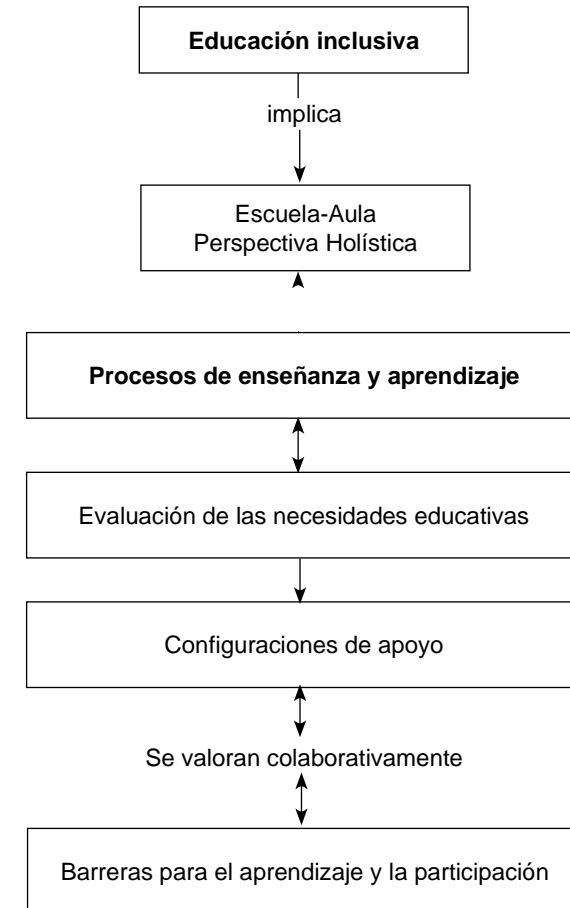 Educación inclusiva
implica
Escuela-Aula
Perspectiva Holística
Procesos de enseñanza y aprendizaje
Evaluación de las necesidades educativas
Configuraciones de apoyo
Se valoran colaborativamente
Barreras para el aprendizaje y la participación